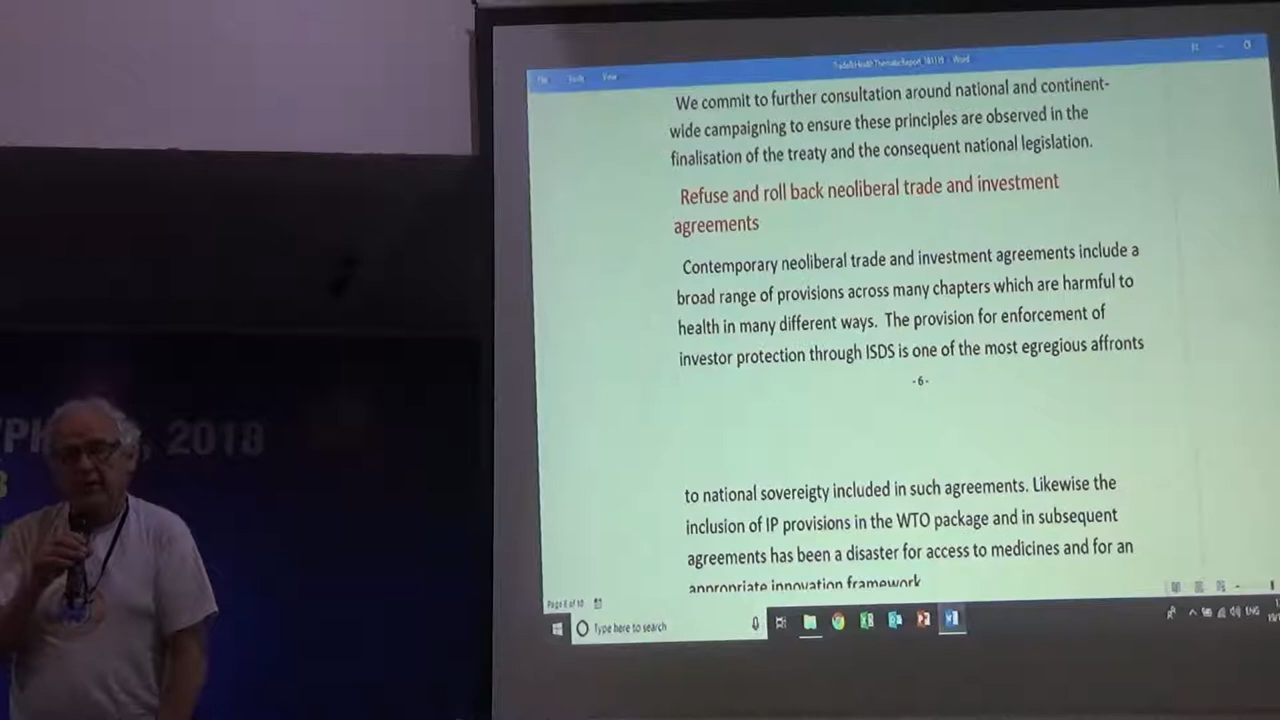 File Tools View
TradeBHealthThematicReport_181115 - Word
We commit to further consultation around national and continent-
wide campaigning to ensure these principles are observed in the
finalisation of the treaty and the consequent national legislation.
Refuse and roll back neoliberal trade and investment
agreements
Contemporary neoliberal trade and investment agreements include a
broad range of provisions across many chapters which are harmful to
health in many different ways. The provision for enforcement of
investor protection through ISDS is one of the most egregious affronts
-6-
to national sovereigty included in such agreements. Likewise the
inclusion of IP provisions in the WTO package and in subsequent
agreements has been a disaster for access to medicines and for an
appropriate innovation framework
Page 6 of 10
Type here to search
ENG
2018